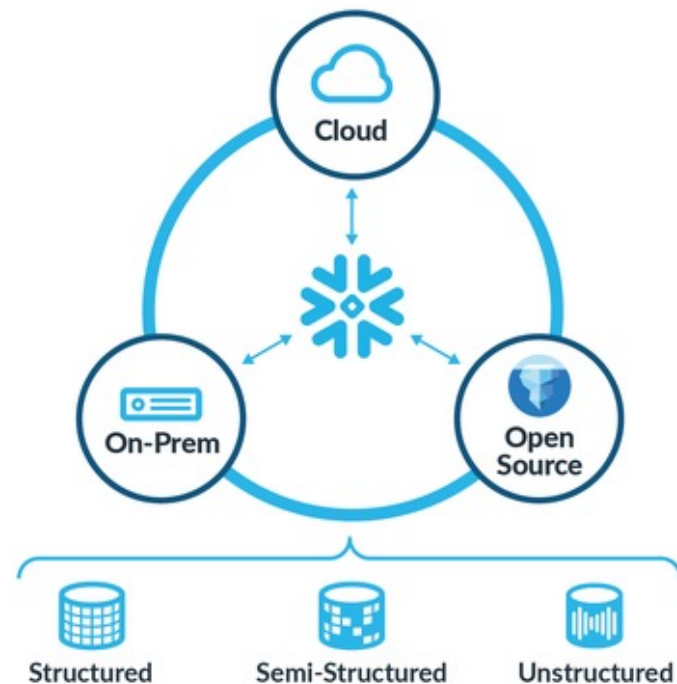 Cloud
On-Prem
Open
Source
Structured
Semi-Structured
Unstructured